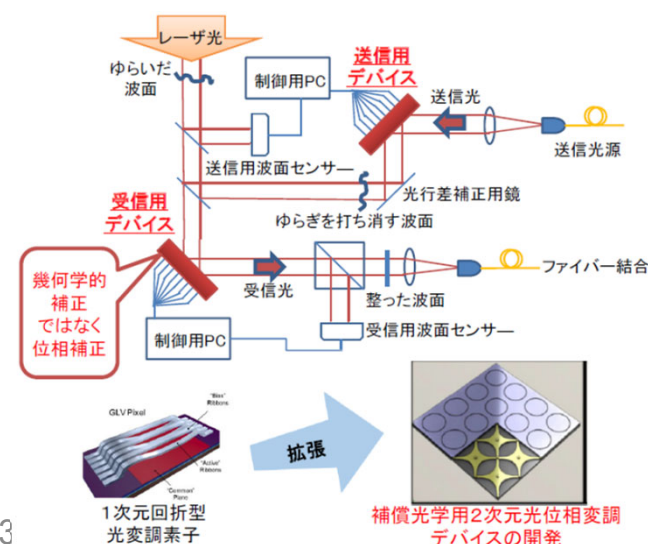 レーザ光
ゆらいだ
波面
制御用PC
送信用
デバイス
送信光
送信光源
送信用波面センサー
光行差補正用鏡
ゆらぎを打ち消す波面
受信用
デバイス
幾何学的
補正
ではなく
位相補正
受信光
整った波面
ファイバー結合
制御用PC
受信用波面センサー
GLV Pixel
"Bias"
Ribbons
"Active"
Ribbons
"Common"
Plane
拡張
1次元回折型
光変調素子
補償光学用2次元光位相変調
デバイスの開発
3